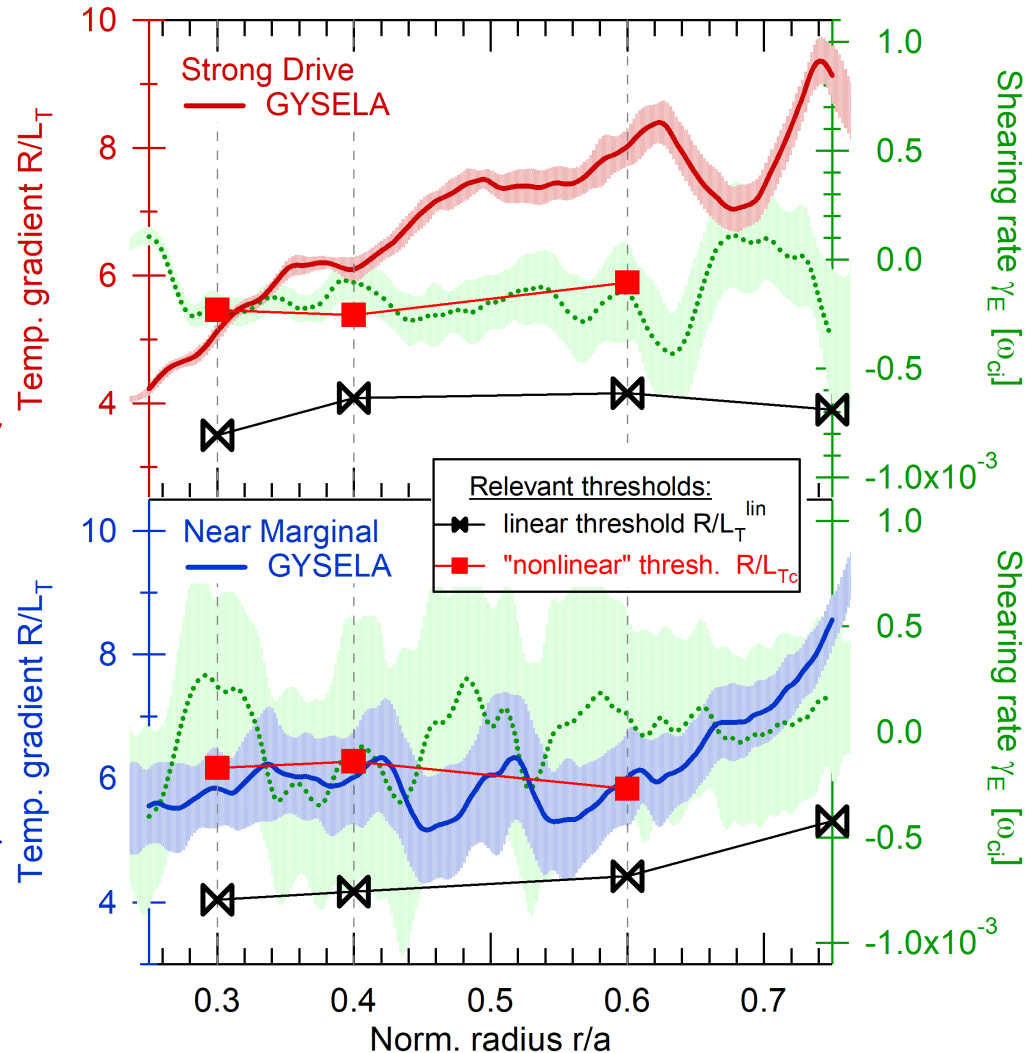 10
8
6
4
Temp. gradient R/L_T
Strong Drive
GYSELA
1.0
0.5
0.0
-0.5
-1.0x10^-3
Shearing rate γ_E [ω_ci]
Relevant thresholds:
linear threshold R/L_T^lin
"nonlinear" thresh. R/L_Tc
10
8
6
4
Temp. gradient R/L_T
Near Marginal
GYSELA
1.0
0.5
0.0
-0.5
-1.0x10^-3
Shearing rate γ_E [ω_ci]
0.3 0.4 0.5 0.6 0.7
Norm. radius r/a